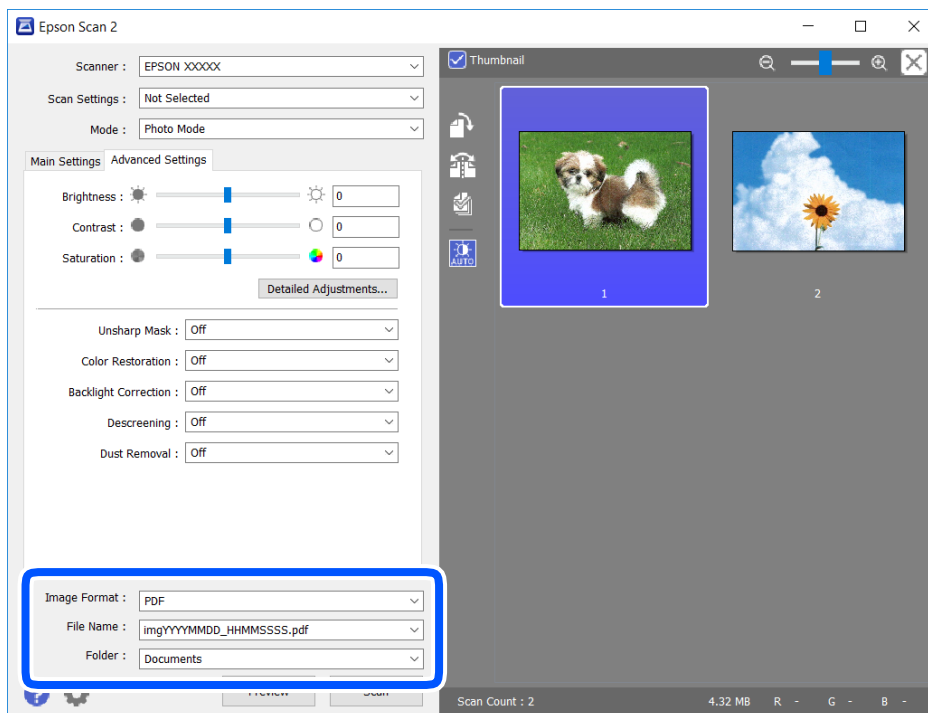 Epson Scan 2
Scanner : EPSON XXXXX
Scan Settings : Not Selected
Mode : Photo Mode
Main Settings Advanced Settings
Brightness : 0
Contrast : 0
Saturation : 0
Detailed Adjustments...
Unsharp Mask : Off
Color Restoration : Off
Backlight Correction : Off
Descreening : Off
Dust Removal : Off
Image Format : PDF
File Name : imgYYYYMMDD_HHMMSSSS.pdf
Folder : Documents
Preview Scan
Thumbnail
AUTO
1
2
Scan Count : 2 4.32 MB R - G - B -